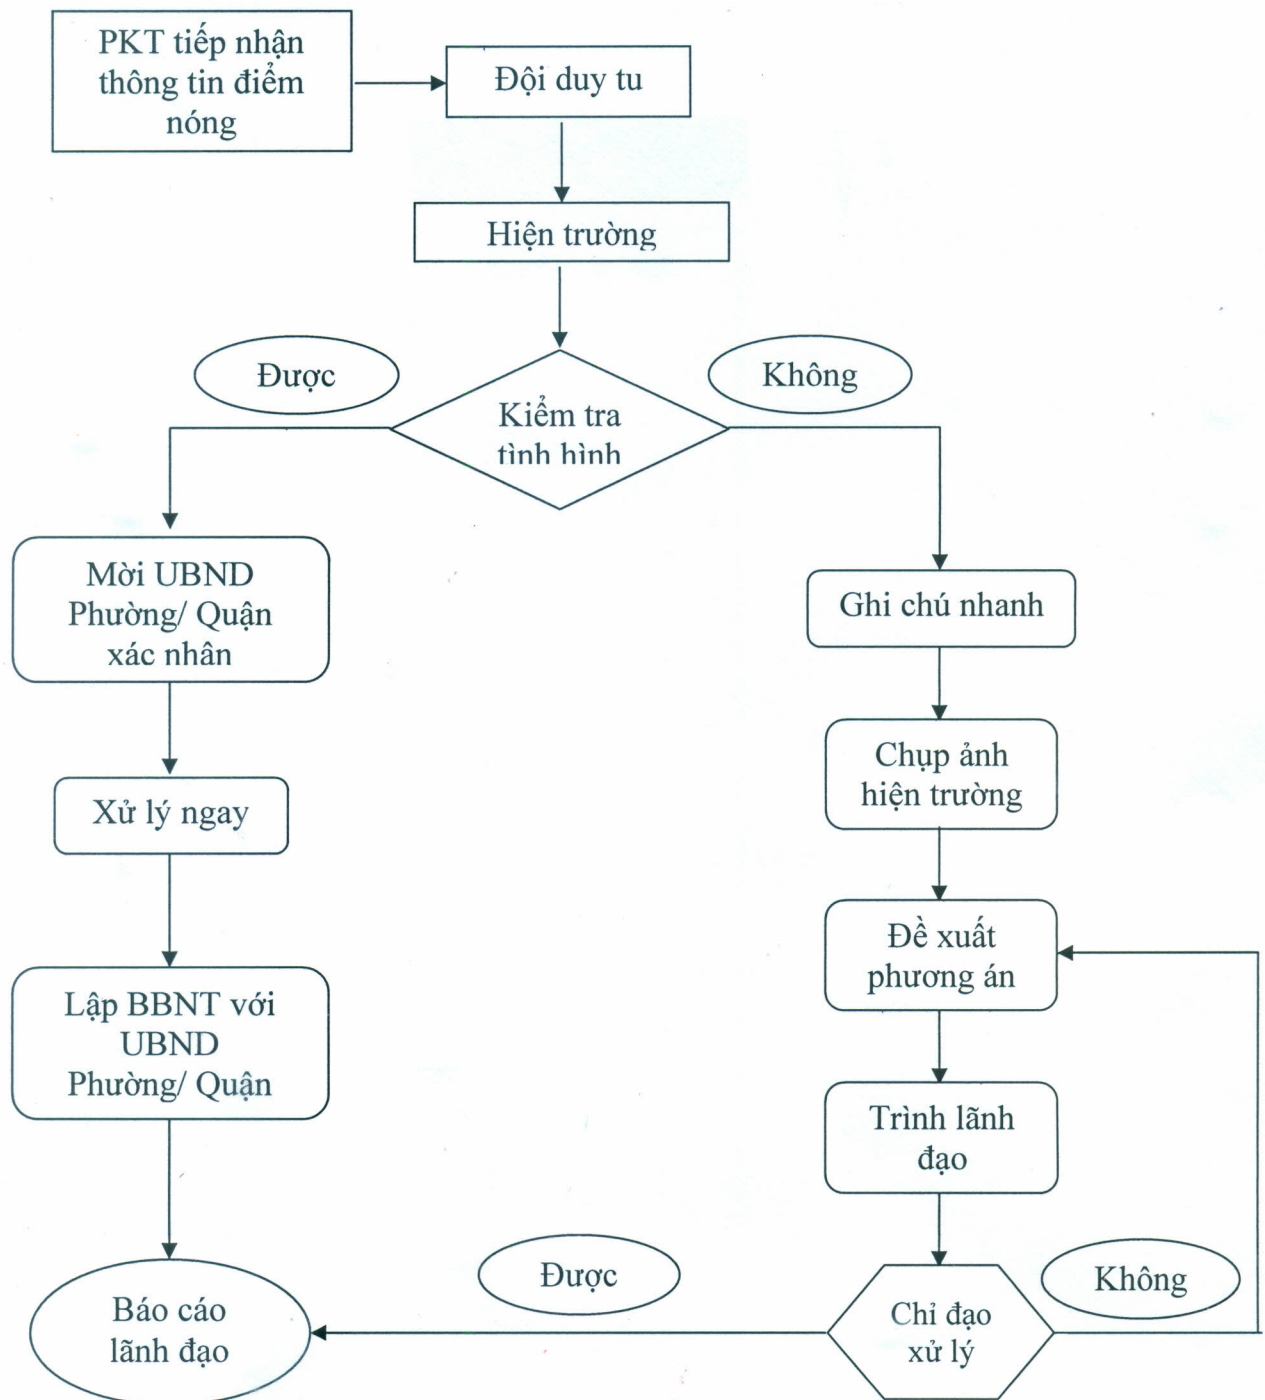 PKT tiếp nhận
thông tin điểm
nóng
Đội duy tu
Hiện trường
Được
Không
Kiểm tra
tình hình
Mời UBND
Phường/ Quận
xác nhân
Xử lý ngay
Lập BBNT với
UBND
Phường/ Quận
Ghi chú nhanh
Chụp ảnh
hiện trường
Đề xuất
phương án
Trình lãnh
đạo
Được
Không
Chỉ đạo
xử lý
Báo cáo
lãnh đạo